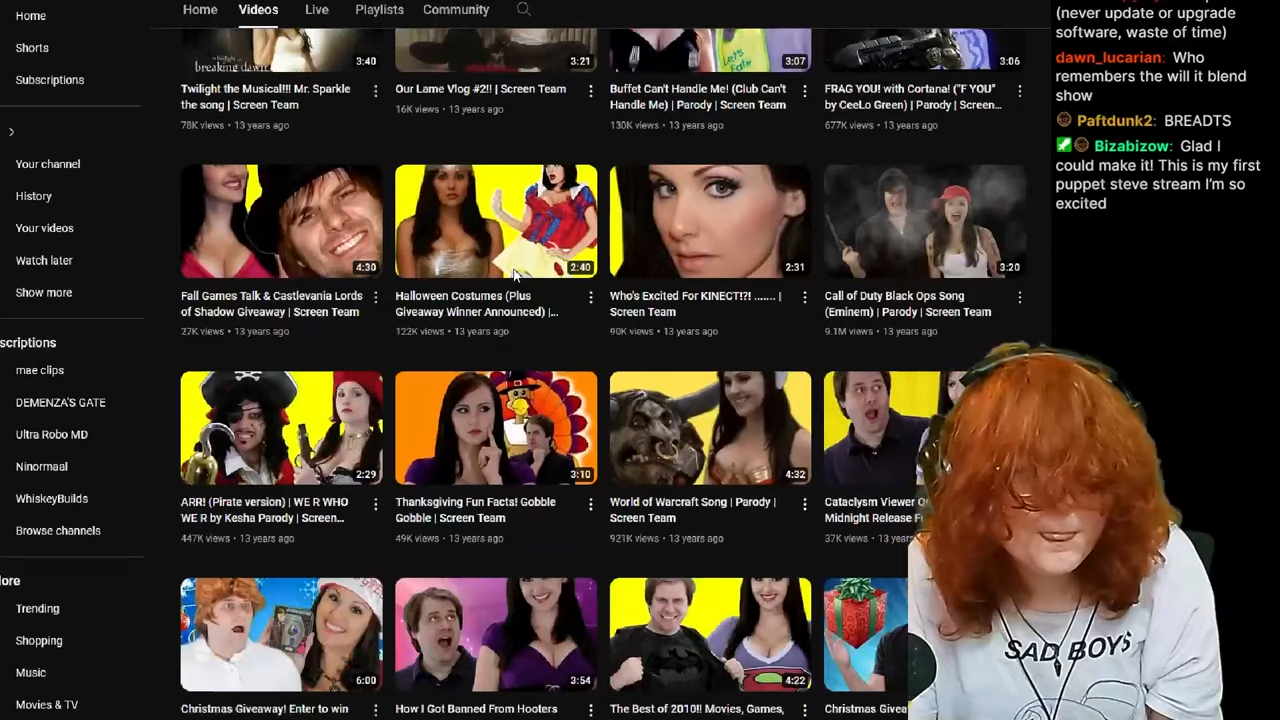 Home
Shorts
Subscriptions
Your channel
History
Your videos
Watch later
Show more
scriptions
mae clips
DEMENZA'S GATE
Ultra Robo MD
Ninormaal
WhiskeyBuilds
Browse channels
lore
Trending
Shopping
Music
Movies & TV
Home Videos Live Playlists Community
breaking dawn
3:40
Twilight the Musical!!! Mr. Sparkle
the song | Screen Team
78K views • 13 years ago
3:21
Our Lame Vlog #2!! | Screen Team
16K views • 13 years ago
Let's
Fate
3:07
Buffet Can't Handle Me! (Club Can't
Handle Me) | Parody | Screen Team
130K views • 13 years ago
3:06
FRAG YOU! with Cortana! ("F YOU"
by CeeLo Green) | Parody | Screen...
677K views • 13 years ago
4:30
Fall Games Talk & Castlevania Lords
of Shadow Giveaway | Screen Team
27K views • 13 years ago
2:40
Halloween Costumes (Plus
Giveaway Winner Announced) |...
122K views • 13 years ago
2:31
Who's Excited For KINECT!?! ....... |
Screen Team
90K views • 13 years ago
3:20
Call of Duty Black Ops Song
(Eminem) | Parody | Screen Team
9.1M views • 13 years ago
2:29
ARR! (Pirate version) | WE R WHO
WE R by Kesha Parody | Screen...
447K views • 13 years ago
3:10
Thanksgiving Fun Facts! Gobble
Gobble | Screen Team
49K views • 13 years ago
4:32
World of Warcraft Song | Parody |
Screen Team
921K views • 13 years ago
Cataclysm Viewer
Midnight Release
37K views • 13 years
6:00
Christmas Giveaway! Enter to win
3:54
How I Got Banned From Hooters
4:22
The Best of 2010!! Movies, Games,
Christmas Give
(never update or upgrade
software, waste of time)
dawn_lucarian: Who
remembers the will it blend
show
Paftdunk2: BREADTS
Bizabizow: Glad I
could make it! This is my first
puppet steve stream I'm so
excited
SAD BOYS